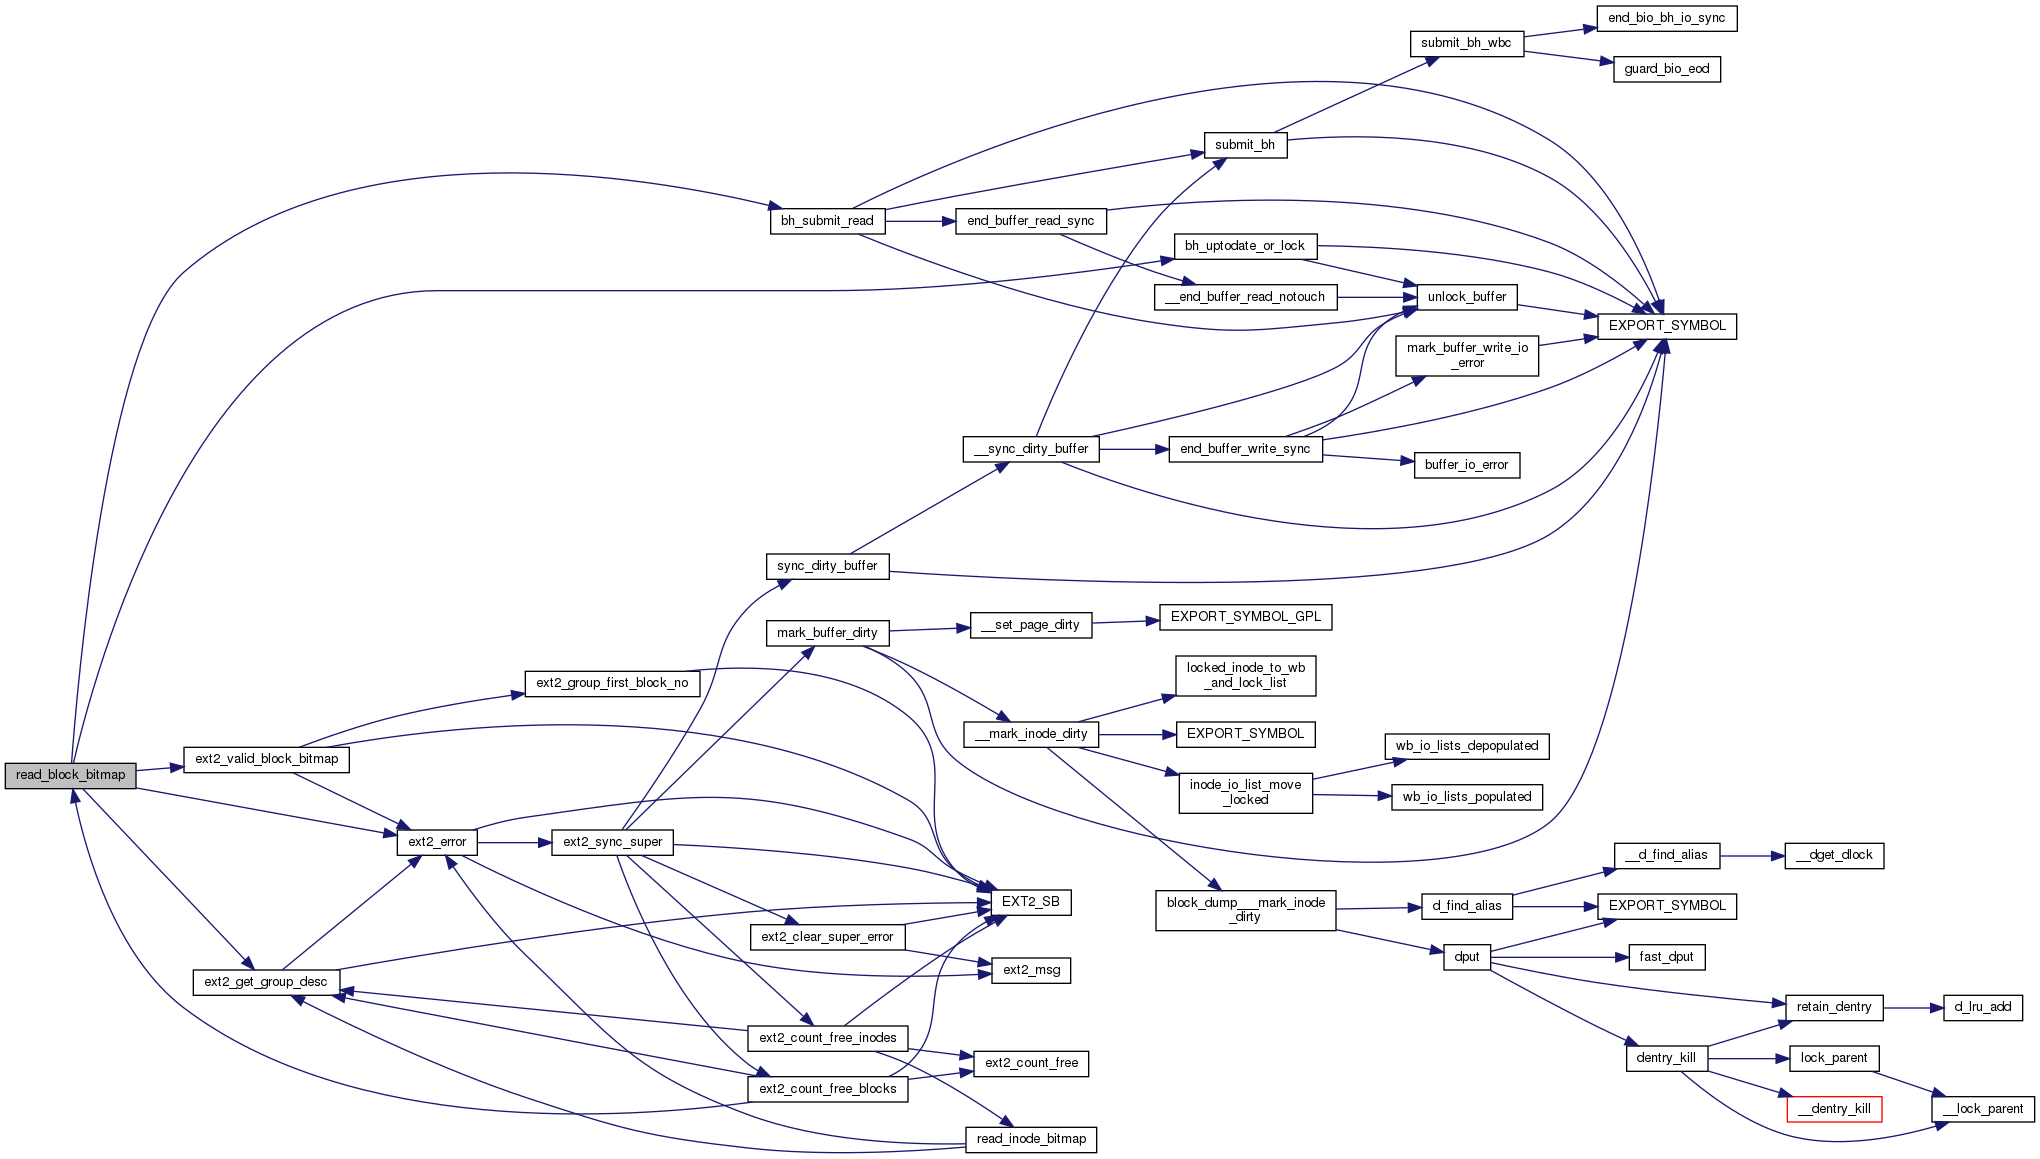 end_bio_bh_io_sync
submit_bh_wbc
guard_bio_eod
submit_bh
bh_submit_read
end_buffer_read_sync
bh_uptodate_or_lock
__end_buffer_read_notouch
unlock_buffer
EXPORT_SYMBOL
mark_buffer_write_io
_error
__sync_dirty_buffer
end_buffer_write_sync
buffer_io_error
sync_dirty_buffer
mark_buffer_dirty
__set_page_dirty
EXPORT_SYMBOL_GPL
locked_inode_to_wb
_and_lock_list
ext2_group_first_block_no
__mark_inode_dirty
EXPORT_SYMBOL
wb_io_lists_depopulated
ext2_valid_block_bitmap
read_block_bitmap
inode_io_list_move
_locked
wb_io_lists_populated
ext2_error
ext2_sync_super
__d_find_alias
__dget_dlock
EXT2_SB
block_dump___mark_inode
_dirty
d_find_alias
EXPORT_SYMBOL
ext2_clear_super_error
dput
fast_dput
ext2_msg
ext2_get_group_desc
retain_dentry
d_lru_add
ext2_count_free_inodes
dentry_kill
lock_parent
ext2_count_free
ext2_count_free_blocks
__dentry_kill
__lock_parent
read_inode_bitmap